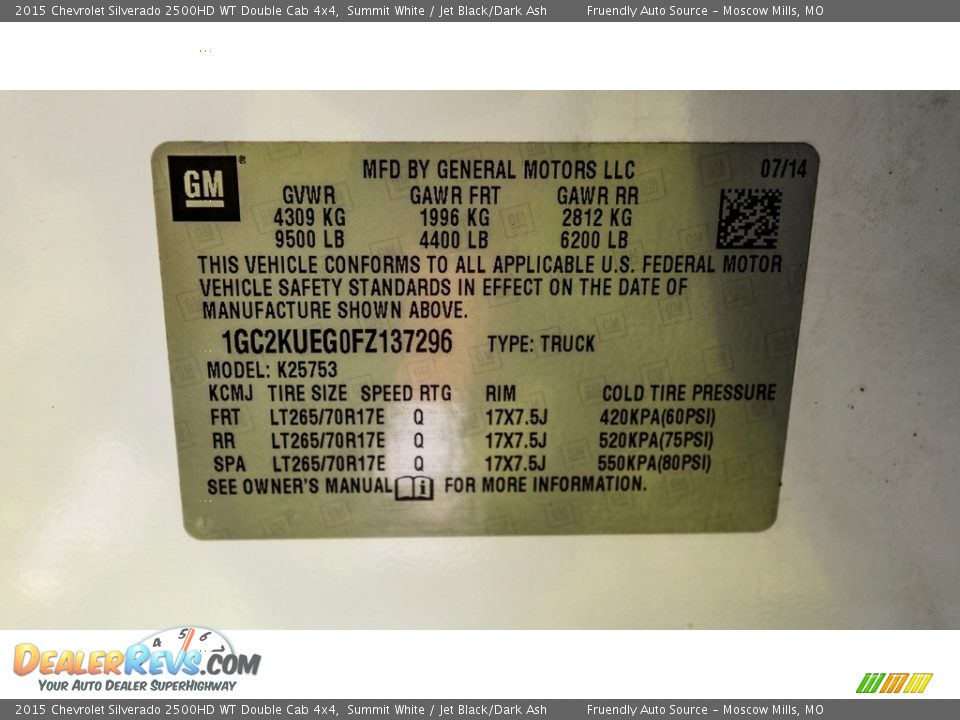 2015 Chevrolet Silverado 2500HD WT Double Cab 4x4, Summit White / Jet Black/Dark Ash Fruendly Auto Source - Moscow Mills, MO
GM ®
MFD BY GENERAL MOTORS LLC 07/14
GVWR GAWR FRT GAWR RR
4309 KG 1996 KG 2812 KG
9500 LB 4400 LB 6200 LB
THIS VEHICLE CONFORMS TO ALL APPLICABLE U.S. FEDERAL MOTOR
VEHICLE SAFETY STANDARDS IN EFFECT ON THE DATE OF
MANUFACTURE SHOWN ABOVE.
1GC2KUEG0FZ137296 TYPE: TRUCK
MODEL: K25753
KCMJ TIRE SIZE SPEED RTG RIM COLD TIRE PRESSURE
FRT LT265/70R17E Q 17X7.5J 420KPA(60PSI)
RR LT265/70R17E Q 17X7.5J 520KPA(75PSI)
SPA LT265/70R17E Q 17X7.5J 550KPA(80PSI)
SEE OWNER'S MANUAL i FOR MORE INFORMATION.
4 5 6 7
DealerRevs.com
Your Auto Dealer SuperHighway
2015 Chevrolet Silverado 2500HD WT Double Cab 4x4, Summit White / Jet Black/Dark Ash Fruendly Auto Source - Moscow Mills, MO